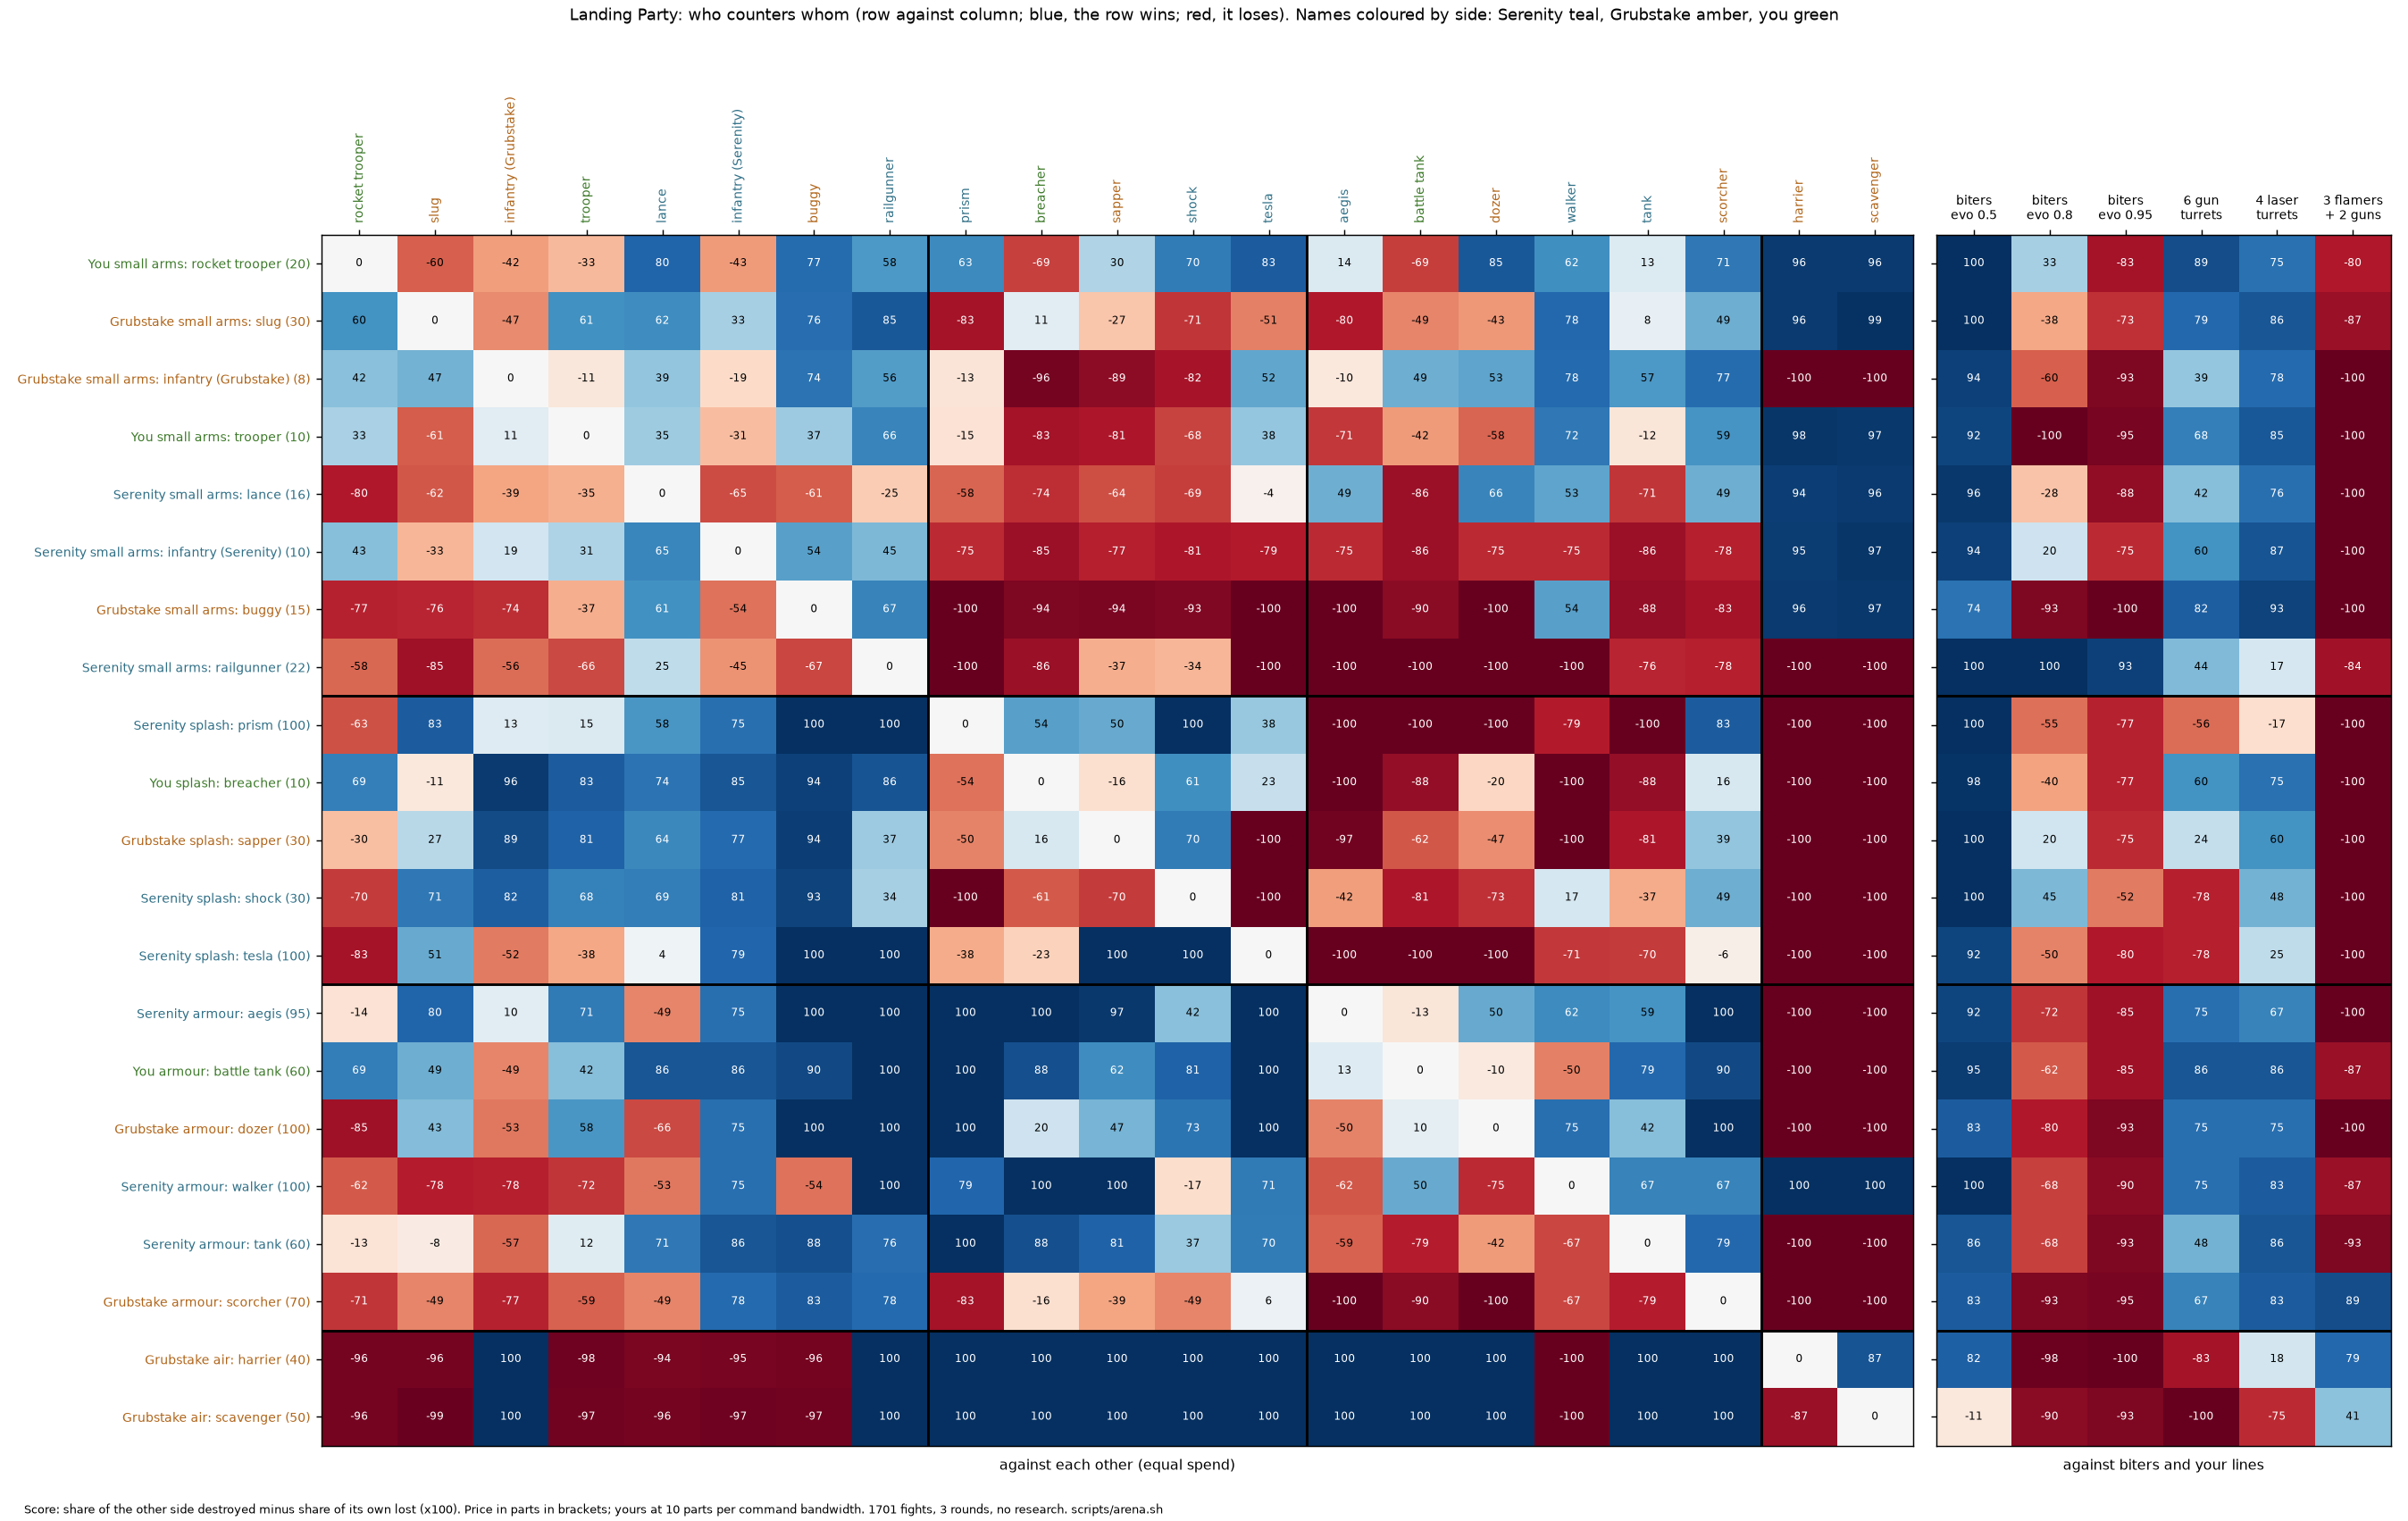 Landing Party: who counters whom (row against column; blue, the row wins; red, it loses). Names coloured by side: Serenity teal, Grubstake amber, you green
rocket trooper
slug
infantry (Grubstake)
trooper
lance
infantry (Serenity)
buggy
railgunner
prism
breacher
sapper
shock
tesla
aegis
battle tank
dozer
walker
tank
scorcher
harrier
scavenger
biters evo 0.5
biters evo 0.8
biters evo 0.95
6 gun turrets
4 laser turrets
3 flamers + 2 guns
You small arms: rocket trooper (20) 0 -60 -42 -33 80 -43 77 58 63 -69 30 70 83 14 -69 85 62 13 71 96 96 100 33 -83 89 75 -80
Grubstake small arms: slug (30) 60 0 -47 61 62 33 76 85 -83 11 -27 -71 -51 -80 -49 -43 78 8 49 96 99 100 -38 -73 79 86 -87
Grubstake small arms: infantry (Grubstake) (8) 42 47 0 -11 39 -19 74 56 -13 -96 -89 -82 52 -10 49 53 78 57 77 -100 -100 94 -60 -93 39 78 -100
You small arms: trooper (10) 33 -61 11 0 35 -31 37 66 -15 -83 -81 -68 38 -71 -42 -58 72 -12 59 98 97 92 -100 -95 68 85 -100
Serenity small arms: lance (16) -80 -62 -39 -35 0 -65 -61 -25 -58 -74 -64 -69 -4 49 -86 66 53 -71 49 94 96 96 -28 -88 42 76 -100
Serenity small arms: infantry (Serenity) (10) 43 -33 19 31 65 0 54 45 -75 -85 -77 -81 -79 -75 -86 -75 -75 -86 -78 95 97 94 20 -75 60 87 -100
Grubstake small arms: buggy (15) -77 -76 -74 -37 61 -54 0 67 -100 -94 -94 -93 -100 -100 -90 -100 54 -88 -83 96 97 74 -93 -100 82 93 -100
Serenity small arms: railgunner (22) -58 -85 -56 -66 25 -45 -67 0 -100 -86 -37 -34 -100 -100 -100 -100 -100 -76 -78 -100 -100 100 100 93 44 17 -84
Serenity splash: prism (100) -63 83 13 15 58 75 100 100 0 54 50 100 38 -100 -100 -100 -79 -100 83 -100 -100 100 -55 -77 -56 -17 -100
You splash: breacher (10) 69 -11 96 83 74 85 94 86 -54 0 -16 61 23 -100 -88 -20 -100 -88 16 -100 -100 98 -40 -77 60 75 -100
Grubstake splash: sapper (30) -30 27 89 81 64 77 94 37 -50 16 0 70 -100 -97 -62 -47 -100 -81 39 -100 -100 100 20 -75 24 60 -100
Serenity splash: shock (30) -70 71 82 68 69 81 93 34 -100 -61 -70 0 -100 -42 -81 -73 17 -37 49 -100 -100 100 45 -52 -78 48 -100
Serenity splash: tesla (100) -83 51 -52 -38 4 79 100 100 -38 -23 100 100 0 -100 -100 -100 -71 -70 -6 -100 -100 92 -50 -80 -78 25 -100
Serenity armour: aegis (95) -14 80 10 71 -49 75 100 100 100 100 97 42 100 0 -13 50 62 59 100 -100 -100 92 -72 -85 75 67 -100
You armour: battle tank (60) 69 49 -49 42 86 86 90 100 100 88 62 81 100 13 0 -10 -50 79 90 -100 -100 95 -62 -85 86 86 -87
Grubstake armour: dozer (100) -85 43 -53 58 -66 75 100 100 100 20 47 73 100 -50 10 0 75 42 100 -100 -100 83 -80 -93 75 75 -100
Serenity armour: walker (100) -62 -78 -78 -72 -53 75 -54 100 79 100 100 -17 71 -62 50 -75 0 67 67 100 100 100 -68 -90 75 83 -87
Serenity armour: tank (60) -13 -8 -57 12 71 86 88 76 100 88 81 37 70 -59 -79 -42 -67 0 79 -100 -100 86 -68 -93 48 86 -93
Grubstake armour: scorcher (70) -71 -49 -77 -59 -49 78 83 78 -83 -16 -39 -49 6 -100 -90 -100 -67 -79 0 -100 -100 83 -93 -95 67 83 89
Grubstake air: harrier (40) -96 -96 100 -98 -94 -95 -96 100 100 100 100 100 100 100 100 100 -100 100 100 0 87 82 -98 -100 -83 18 79
Grubstake air: scavenger (50) -96 -99 100 -97 -96 -97 -97 100 100 100 100 100 100 100 100 100 -100 100 100 -87 0 -11 -90 -93 -100 -75 41
against each other (equal spend)
against biters and your lines
Score: share of the other side destroyed minus share of its own lost (x100). Price in parts in brackets; yours at 10 parts per command bandwidth. 1701 fights, 3 rounds, no research. scripts/arena.sh